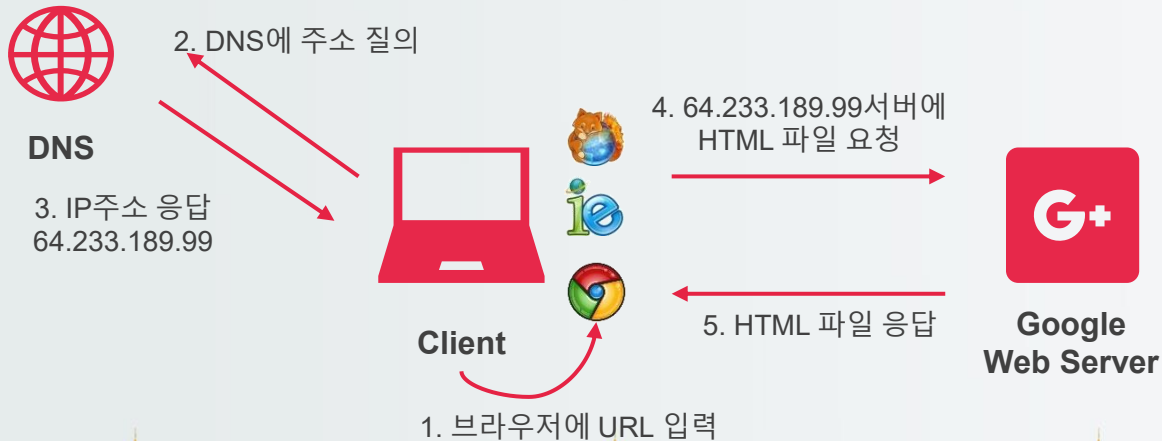 2. DNS에 주소 질의
DNS
3. IP주소 응답
64.233.189.99
4. 64.233.189.99서버에
HTML 파일 요청
ie
G+
5. HTML 파일 응답
Google
Web Server
Client
1. 브라우저에 URL 입력